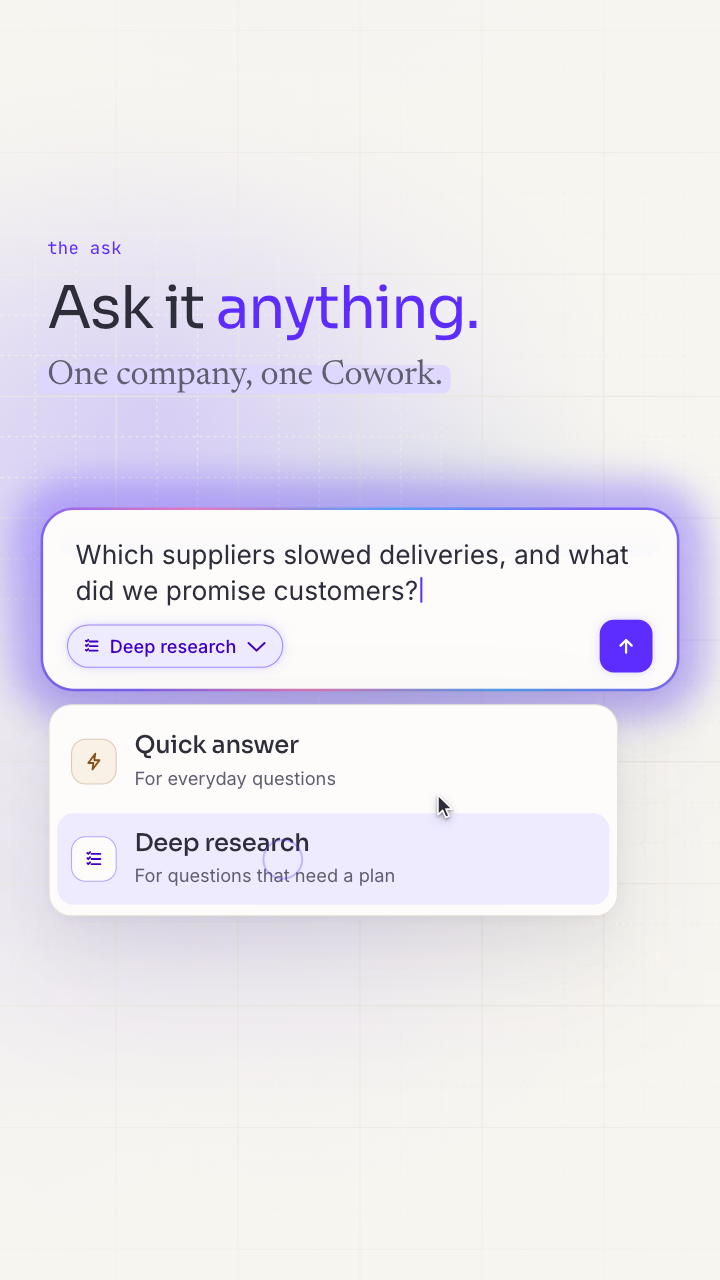 the ask
Ask it anything.
One company, one Cowork.
Which suppliers slowed deliveries, and what
did we promise customers?
Deep research
Quick answer
For everyday questions
Deep research
For questions that need a plan